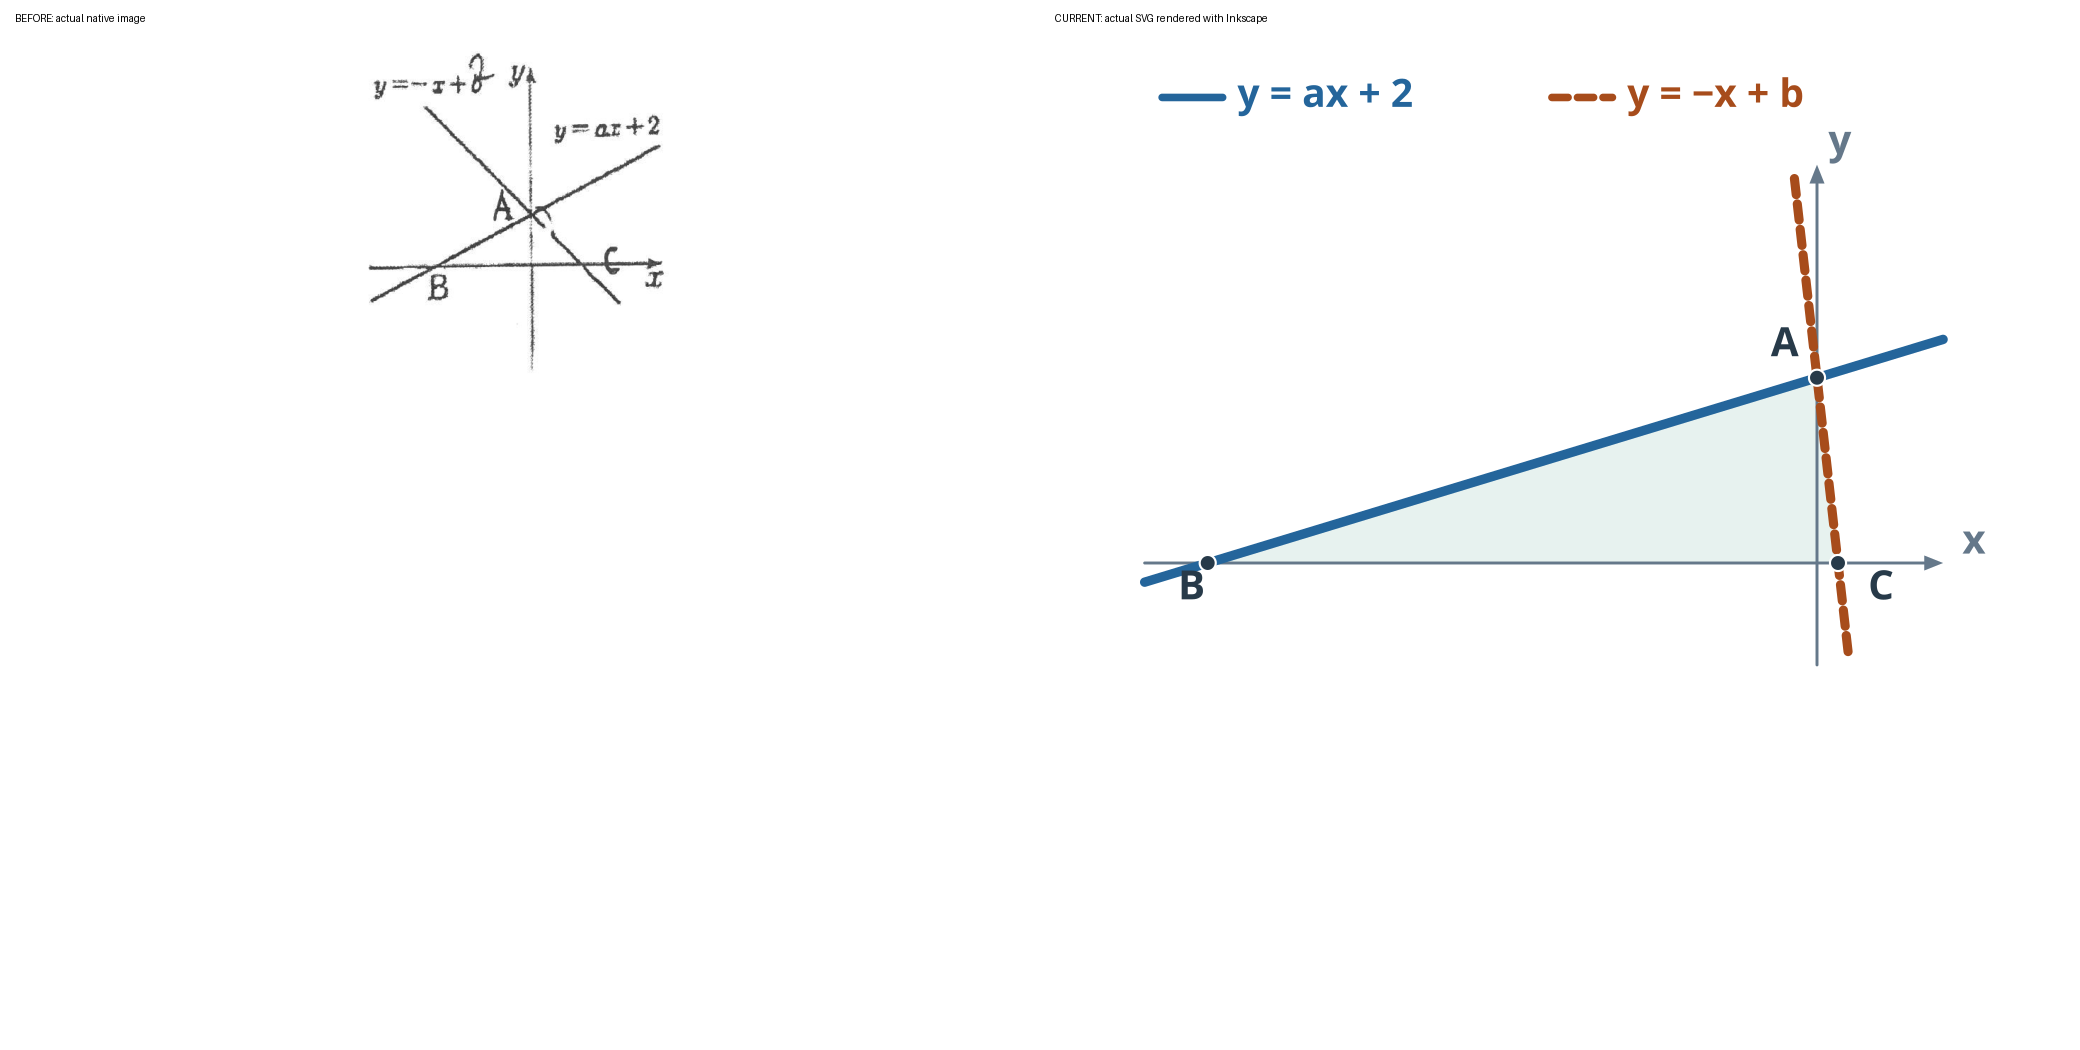 BEFORE: actual native image
CURRENT: actual SVG rendered with Inkscape
y=-x+b
y
y=ax+2
A
B
C
x
y = ax + 2
y = −x + b
y
A
B
C
x